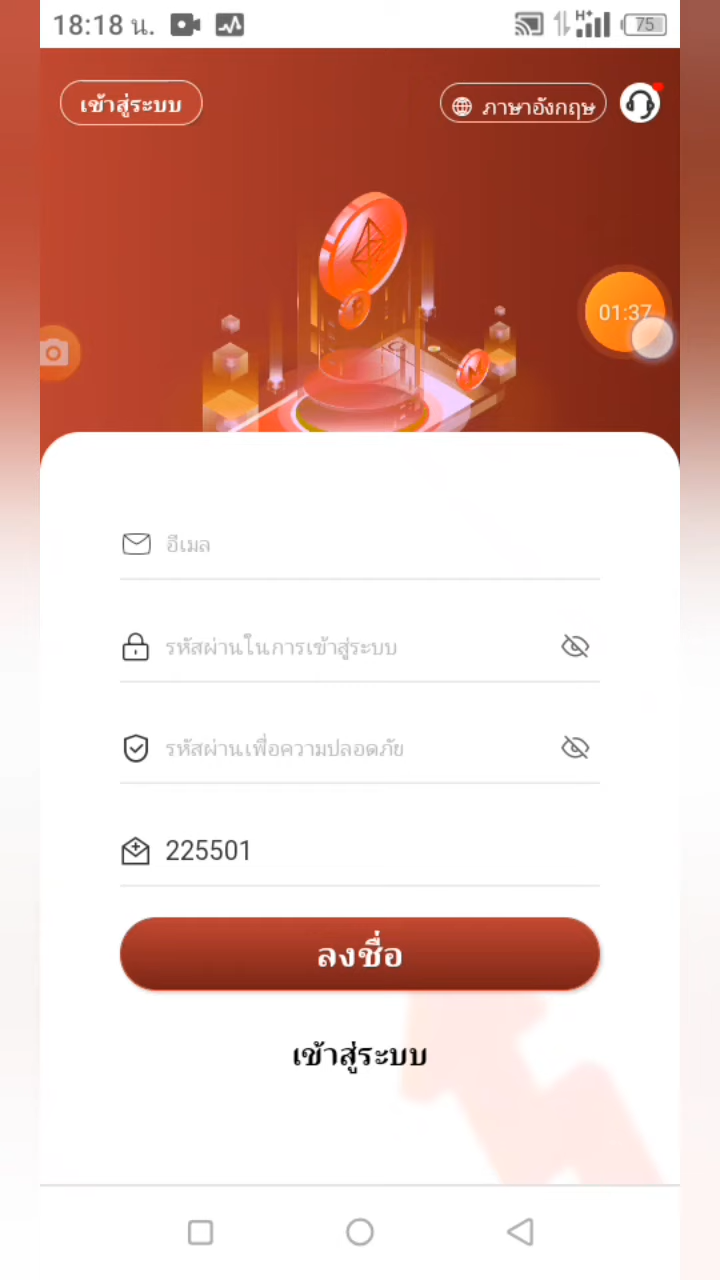 18:18 น.
H+
75
เข้าสู่ระบบ
ภาษาอังกฤษ
01:37
อีเมล
รหัสผ่านในการเข้าสู่ระบบ
รหัสผ่านเพื่อความปลอดภัย
225501
ลงชื่อ
เข้าสู่ระบบ